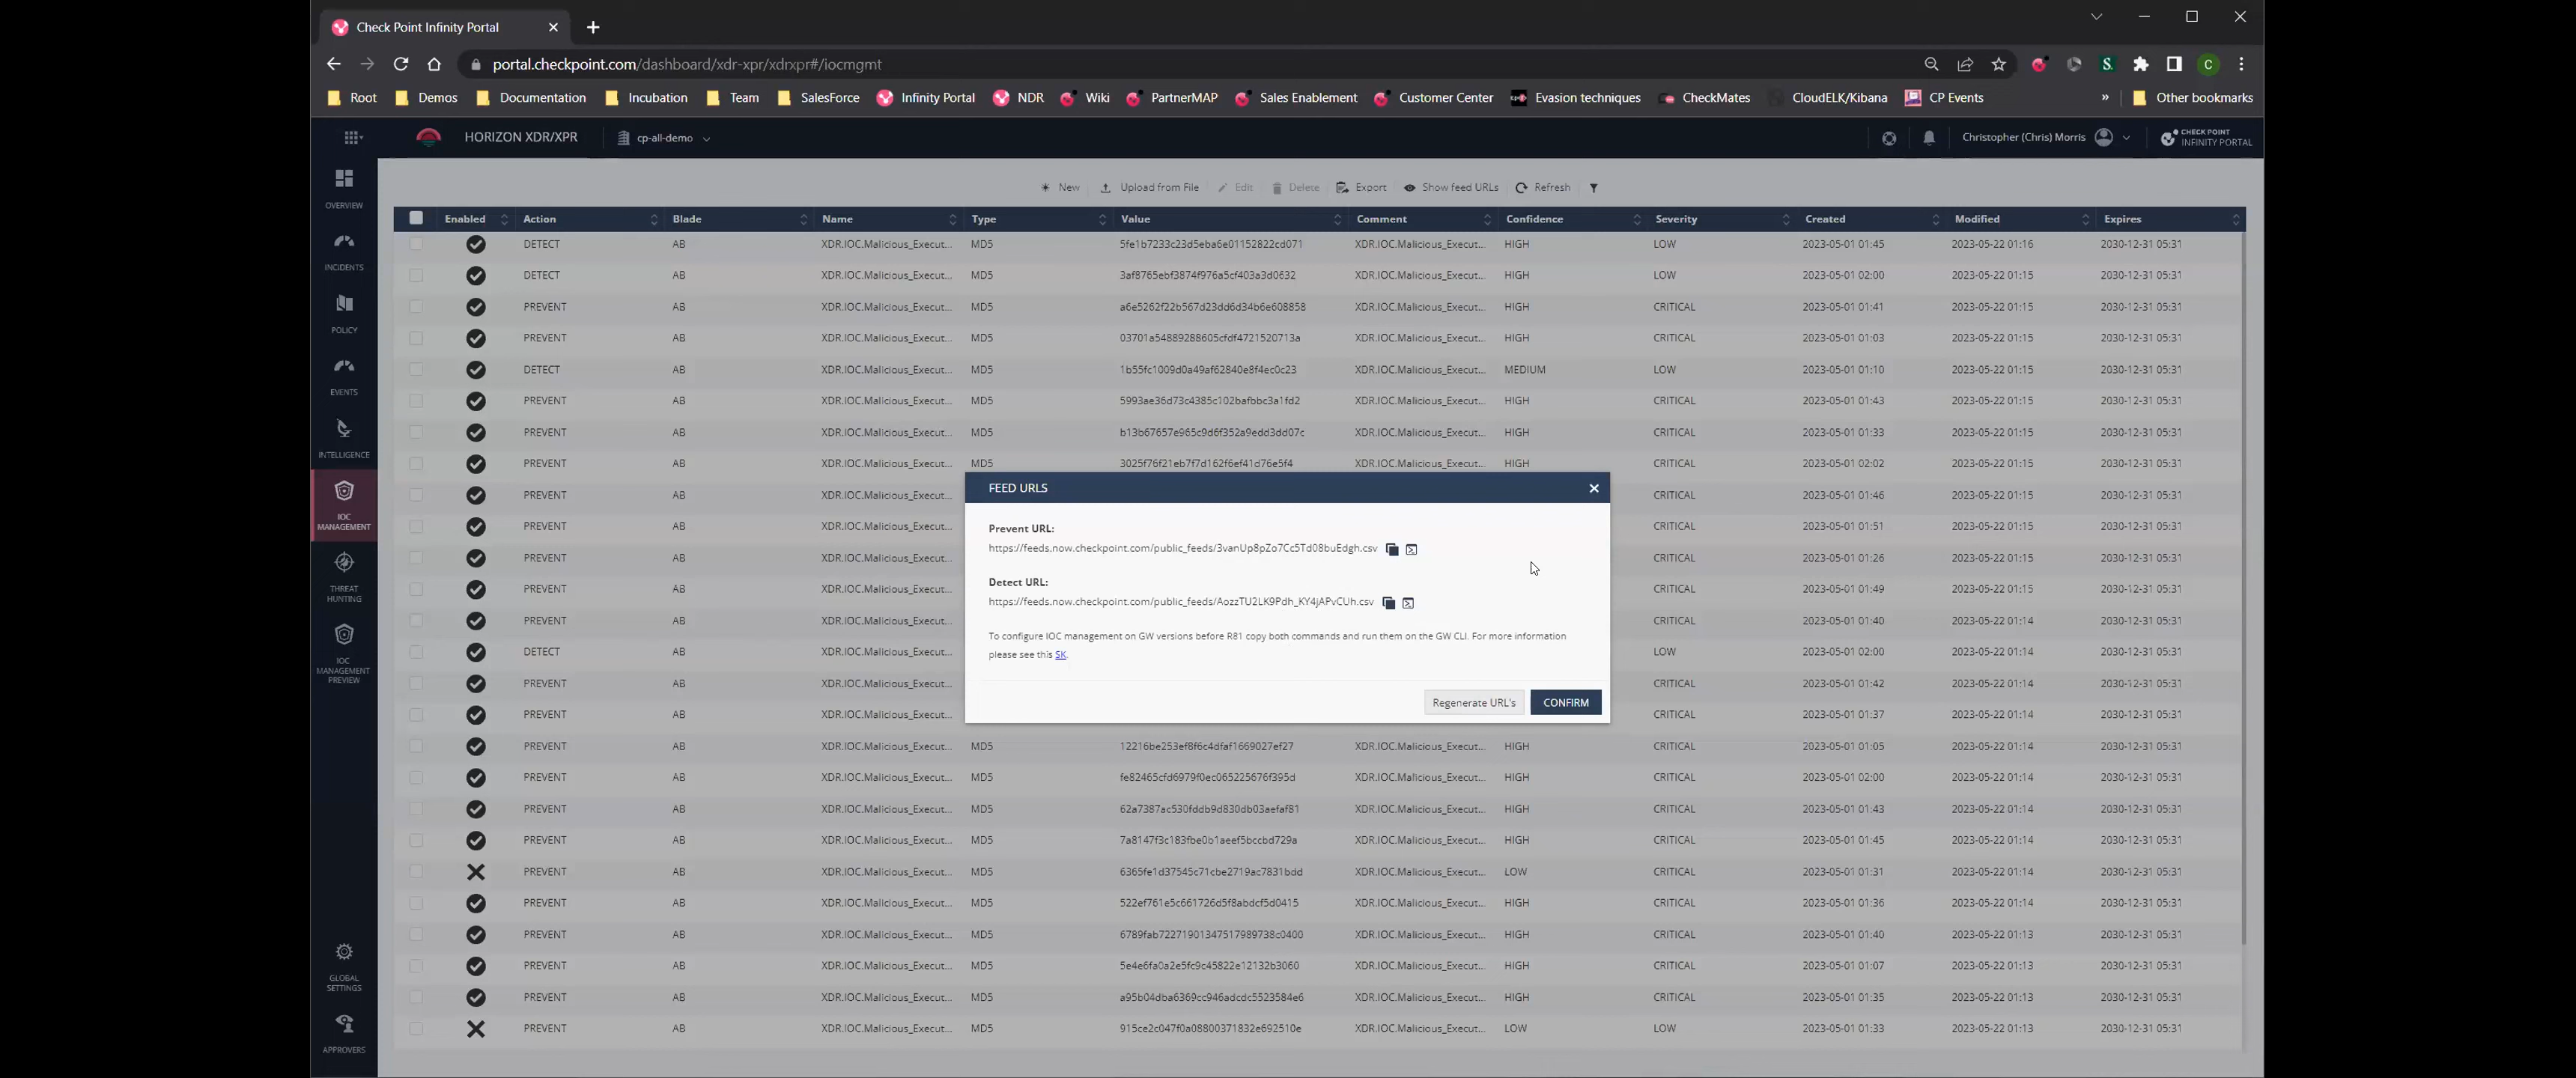 Check Point Infinity Portal
portal.checkpoint.com/dashboard/xdr-xpr/xdrxpr#/iocmgmt
C
Root Demos Documentation Incubation Team SalesForce Infinity Portal NDR Wiki PartnerMAP Sales Enablement Customer Center Evasion techniques CheckMates CloudELK/Kibana CP Events » Other bookmarks
HORIZON XDR/XPR cp-all-demo Christopher (Chris) Morris CHECK POINT
INFINITY PORTAL
OVERVIEW
INCIDENTS
POLICY
EVENTS
INTELLIGENCE
IOC
MANAGEMENT
THREAT
HUNTING
IOC
MANAGEMENT
PREVIEW
GLOBAL
SETTINGS
APPROVERS
New Upload from File Edit Delete Export Show feed URLs Refresh
Enabled Action Blade Name Type Value Comment Confidence Severity Created Modified Expires
DETECT AB XDR.IOC.Malicious_Execut... MD5 5fe1b7233c23d5eba6e01152822cd071 XDR.IOC.Malicious_Execut... HIGH LOW 2023-05-01 01:45 2023-05-22 01:16 2030-12-31 05:31
DETECT AB XDR.IOC.Malicious_Execut... MD5 3af8765ebf3874f976a5cf403a3d0632 XDR.IOC.Malicious_Execut... HIGH LOW 2023-05-01 02:00 2023-05-22 01:15 2030-12-31 05:31
PREVENT AB XDR.IOC.Malicious_Execut... MD5 a6e5262f22b567d23dd6d34b6e608858 XDR.IOC.Malicious_Execut... HIGH CRITICAL 2023-05-01 01:41 2023-05-22 01:15 2030-12-31 05:31
PREVENT AB XDR.IOC.Malicious_Execut... MD5 03701a54889288605cfdf4721520713a XDR.IOC.Malicious_Execut... HIGH CRITICAL 2023-05-01 01:03 2023-05-22 01:15 2030-12-31 05:31
DETECT AB XDR.IOC.Malicious_Execut... MD5 1b55fc1009d0a49af62840e8f4ec0c23 XDR.IOC.Malicious_Execut... MEDIUM LOW 2023-05-01 01:10 2023-05-22 01:15 2030-12-31 05:31
PREVENT AB XDR.IOC.Malicious_Execut... MD5 5993ae36d73c4385c102bafbbc3a1fd2 XDR.IOC.Malicious_Execut... HIGH CRITICAL 2023-05-01 01:43 2023-05-22 01:15 2030-12-31 05:31
PREVENT AB XDR.IOC.Malicious_Execut... MD5 b13b67657e965c9d6f352a9edd3dd07c XDR.IOC.Malicious_Execut... HIGH CRITICAL 2023-05-01 01:33 2023-05-22 01:15 2030-12-31 05:31
PREVENT AB XDR.IOC.Malicious_Execut... MD5 3025f76f21eb7f7d162f6ef41d76e5f4 XDR.IOC.Malicious_Execut... HIGH CRITICAL 2023-05-01 02:02 2023-05-22 01:15 2030-12-31 05:31
PREVENT AB XDR.IOC.Malicious_Execut... CRITICAL 2023-05-01 01:46 2023-05-22 01:15 2030-12-31 05:31
PREVENT AB XDR.IOC.Malicious_Execut... CRITICAL 2023-05-01 01:51 2023-05-22 01:15 2030-12-31 05:31
PREVENT AB XDR.IOC.Malicious_Execut... CRITICAL 2023-05-01 01:26 2023-05-22 01:15 2030-12-31 05:31
PREVENT AB XDR.IOC.Malicious_Execut... CRITICAL 2023-05-01 01:49 2023-05-22 01:15 2030-12-31 05:31
PREVENT AB XDR.IOC.Malicious_Execut... CRITICAL 2023-05-01 01:40 2023-05-22 01:14 2030-12-31 05:31
DETECT AB XDR.IOC.Malicious_Execut... LOW 2023-05-01 02:00 2023-05-22 01:14 2030-12-31 05:31
PREVENT AB XDR.IOC.Malicious_Execut... CRITICAL 2023-05-01 01:42 2023-05-22 01:14 2030-12-31 05:31
PREVENT AB XDR.IOC.Malicious_Execut... CRITICAL 2023-05-01 01:37 2023-05-22 01:14 2030-12-31 05:31
PREVENT AB XDR.IOC.Malicious_Execut... MD5 12216be253ef8f6c4dfaf1669027ef27 XDR.IOC.Malicious_Execut... HIGH CRITICAL 2023-05-01 01:05 2023-05-22 01:14 2030-12-31 05:31
PREVENT AB XDR.IOC.Malicious_Execut... MD5 fe82465cfd6979f0ec065225676f395d XDR.IOC.Malicious_Execut... HIGH CRITICAL 2023-05-01 02:00 2023-05-22 01:14 2030-12-31 05:31
PREVENT AB XDR.IOC.Malicious_Execut... MD5 62a7387ac530fddb9d830db03aefaf81 XDR.IOC.Malicious_Execut... HIGH CRITICAL 2023-05-01 01:43 2023-05-22 01:14 2030-12-31 05:31
PREVENT AB XDR.IOC.Malicious_Execut... MD5 7a8147f3c183fbe0b1aeef5bccbd729a XDR.IOC.Malicious_Execut... HIGH CRITICAL 2023-05-01 01:45 2023-05-22 01:14 2030-12-31 05:31
PREVENT AB XDR.IOC.Malicious_Execut... MD5 6365fe1d37545c71cbe2719ac7831bdd XDR.IOC.Malicious_Execut... LOW CRITICAL 2023-05-01 01:31 2023-05-22 01:14 2030-12-31 05:31
PREVENT AB XDR.IOC.Malicious_Execut... MD5 522ef761e5c661726d5f8abdcf5d0415 XDR.IOC.Malicious_Execut... HIGH CRITICAL 2023-05-01 01:36 2023-05-22 01:14 2030-12-31 05:31
PREVENT AB XDR.IOC.Malicious_Execut... MD5 6789fab72271901347517989738c0400 XDR.IOC.Malicious_Execut... HIGH CRITICAL 2023-05-01 01:40 2023-05-22 01:13 2030-12-31 05:31
PREVENT AB XDR.IOC.Malicious_Execut... MD5 5e4e6fa0a2e5fc9c45822e12132b3060 XDR.IOC.Malicious_Execut... HIGH CRITICAL 2023-05-01 01:07 2023-05-22 01:13 2030-12-31 05:31
PREVENT AB XDR.IOC.Malicious_Execut... MD5 a95b04dba6369cc946adcdc5523584e6 XDR.IOC.Malicious_Execut... HIGH CRITICAL 2023-05-01 01:35 2023-05-22 01:13 2030-12-31 05:31
PREVENT AB XDR.IOC.Malicious_Execut... MD5 915ce2c047f0a08800371832e692510e XDR.IOC.Malicious_Execut... LOW LOW 2023-05-01 01:33 2023-05-22 01:13 2030-12-31 05:31
FEED URLS
Prevent URL:
https://feeds.now.checkpoint.com/public_feeds/3vanUp8pZo7Cc5Td08buEdgh.csv
Detect URL:
https://feeds.now.checkpoint.com/public_feeds/AozzTU2LK9Pdh_KY4jAPvCUh.csv
To configure IOC management on GW versions before R81 copy both commands and run them on the GW CLI. For more information
please see this SK.
Regenerate URL's CONFIRM